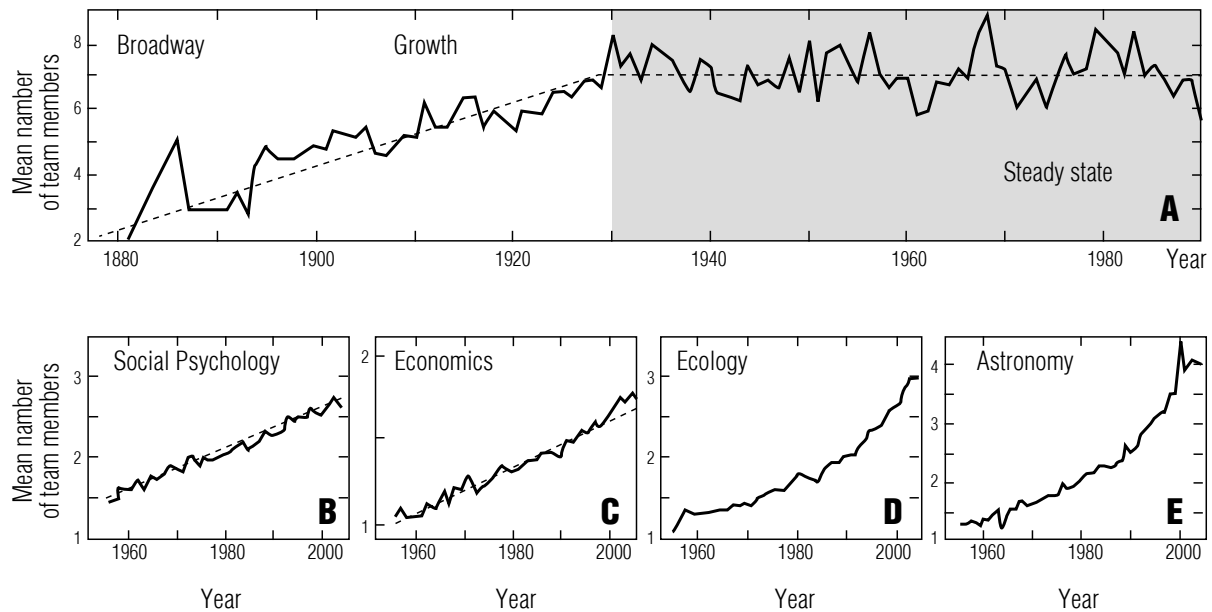 Mean namber
of team members
Broadway
Growth
Steady state
A
8
6
4
2
1880
1900
1920
1940
1960
1980
Year
Mean namber
of team members
Social Psychology
B
3
2
1
1960
1980
2000
Year
Economics
C
2
1
1960
1980
2000
Year
Ecology
D
3
2
1
1960
1980
2000
Year
Astronomy
E
4
3
2
1
1960
1980
2000
Year